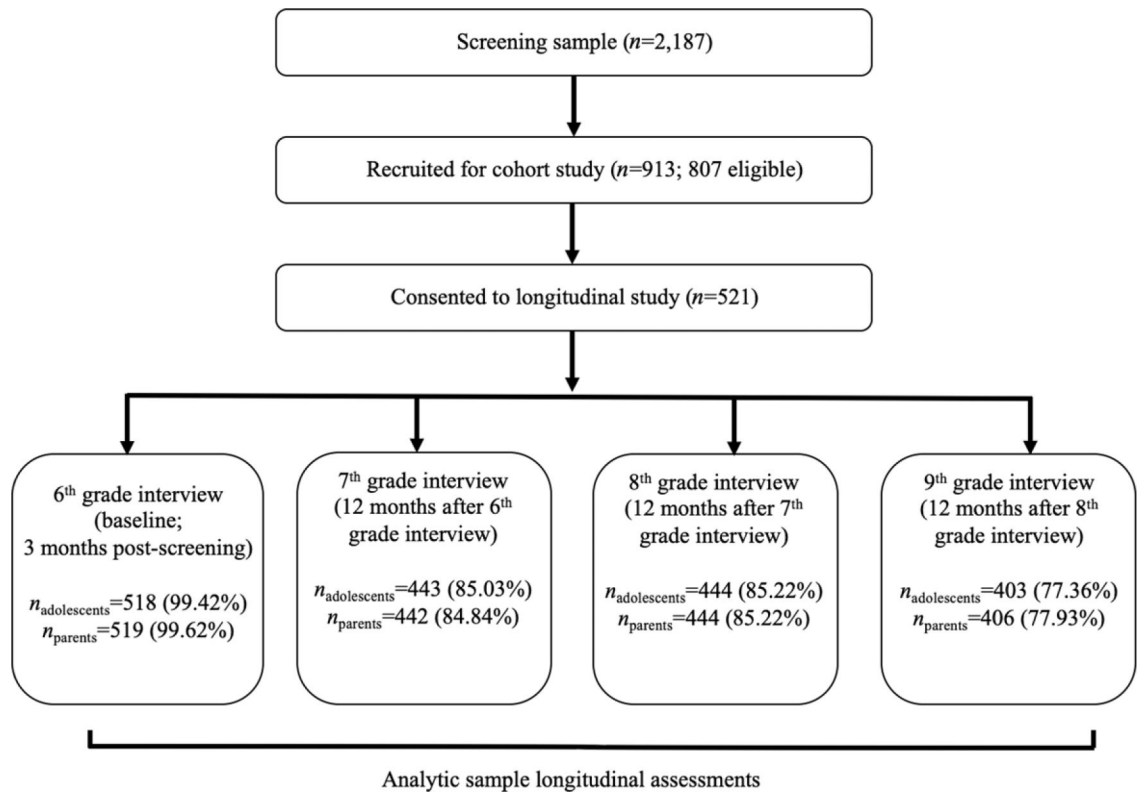 Screening sample (n=2,187)
Recruited for cohort study (n=913; 807 eligible)
Consented to longitudinal study (n=521)
6th grade interview
(baseline;
3 months post-screening)
nadolescents=518 (99.42%)
nparents=519 (99.62%)
7th grade interview
(12 months after 6th
grade interview)
nadolescents=443 (85.03%)
nparents=442 (84.84%)
8th grade interview
(12 months after 7th
grade interview)
nadolescents=444 (85.22%)
nparents=444 (85.22%)
9th grade interview
(12 months after 8th
grade interview)
nadolescents=403 (77.36%)
nparents=406 (77.93%)
Analytic sample longitudinal assessments